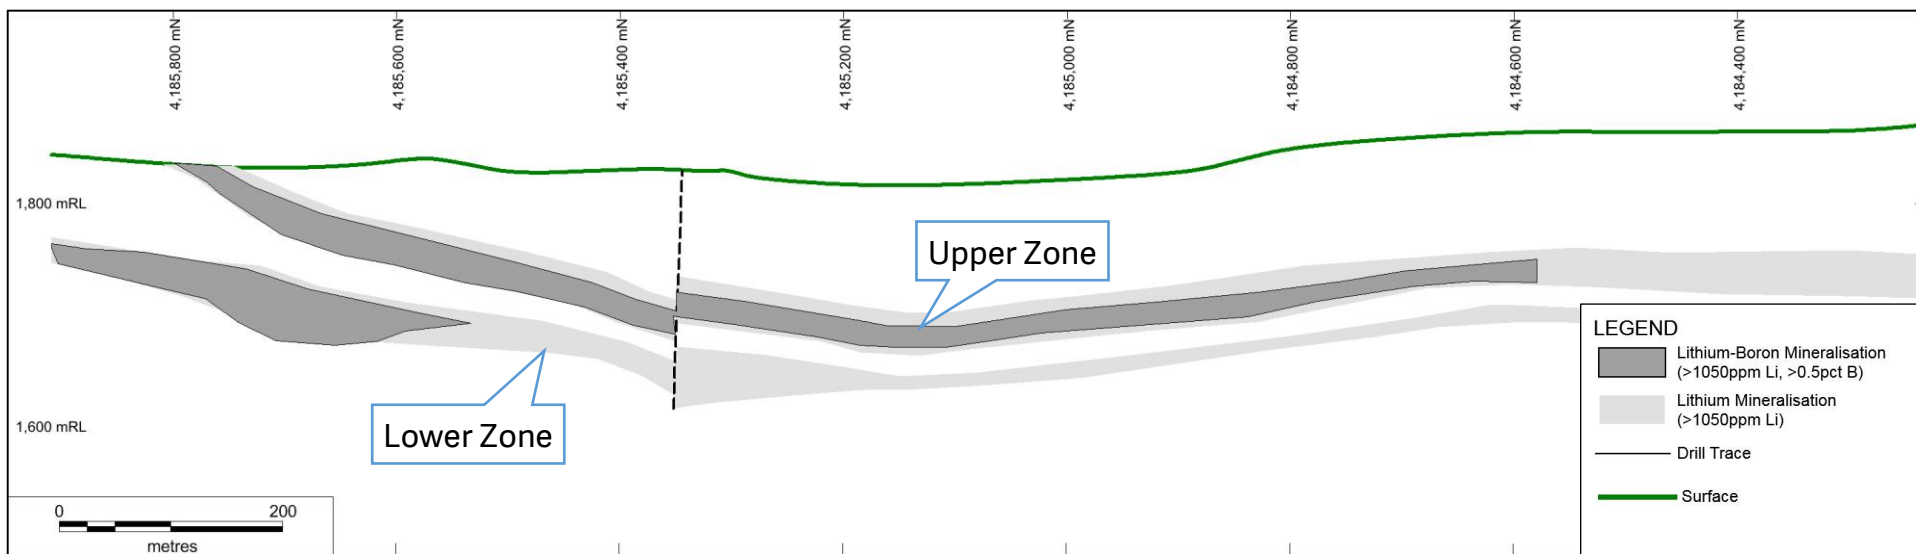 4,185,800 mN
4,185,600 mN
4,185,400 mN
4,185,200 mN
4,185,000 mN
4,184,800 mN
4,184,600 mN
4,184,400 mN
1,800 mRL
Upper Zone
1,600 mRL
Lower Zone
LEGEND
Lithium-Boron Mineralisation
(>1050ppm Li, >0.5pct B)
Lithium Mineralisation
(>1050ppm Li)
Drill Trace
Surface
0 200
metres